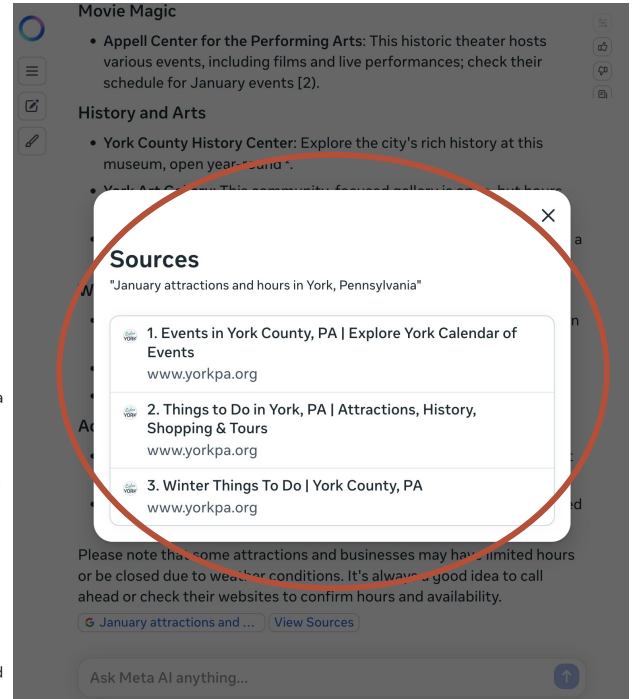 Movie Magic
• Appell Center for the Performing Arts: This historic theater hosts
various events, including films and live performances; check their
schedule for January events [2].
History and Arts
• York County History Center: Explore the city's rich history at this
museum, open year-round
a
Sources
"January attractions and hours in York, Pennsylvania"
1. Events in York County, PA | Explore York Calendar of
Events
www.yorkpa.org
2. Things to Do in York, PA | Attractions, History,
Shopping & Tours
www.yorkpa.org
3. Winter Things To Do | York County, PA
www.yorkpa.org
Please note that some attractions and businesses may have limited hours
or be closed due to weather conditions. It's always a good idea to call
ahead or check their websites to confirm hours and availability.
January attractions and ...
View Sources
Ask Meta AI anything...